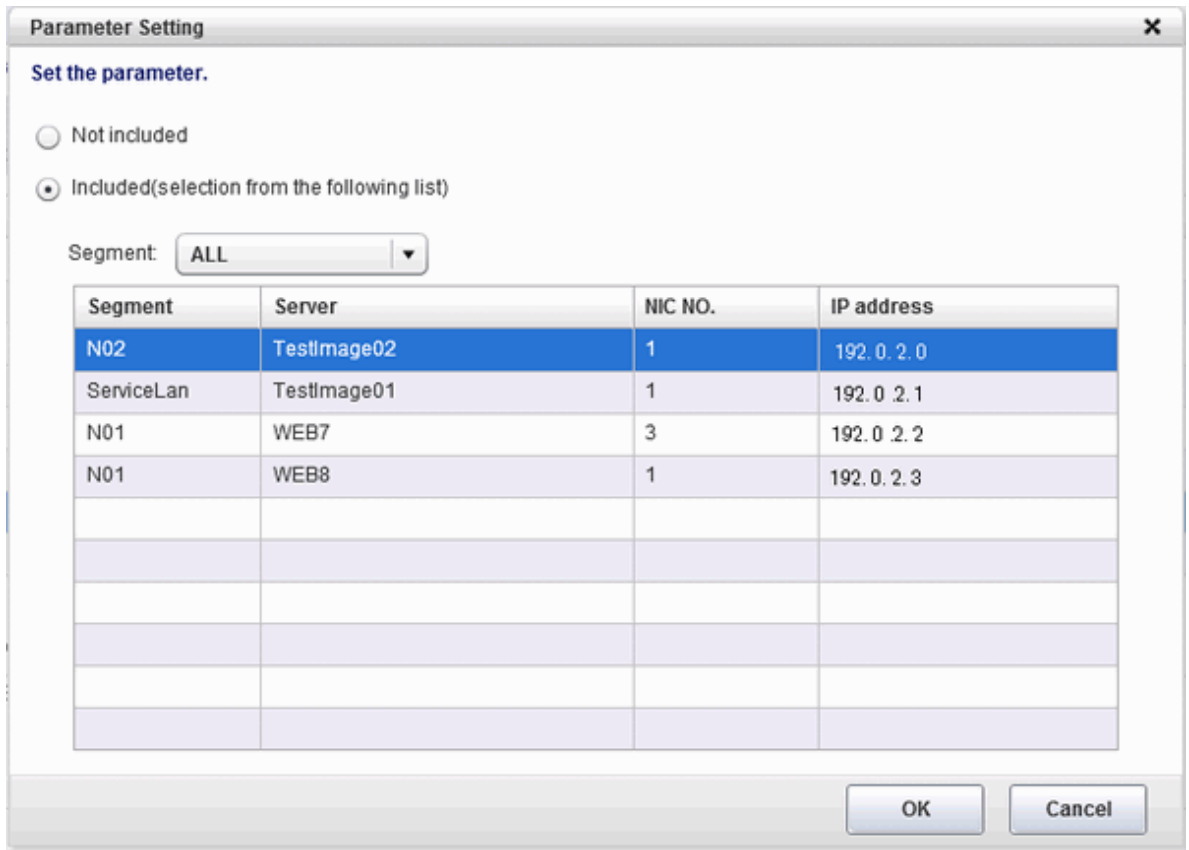 Parameter Setting
Set the parameter.
Not included
Included(selection from the following list)
Segment: ALL
Segment Server NIC NO. IP address
N02 TestImage02 1 192.0.2.0
ServiceLan TestImage01 1 192.0.2.1
N01 WEB7 3 192.0.2.2
N01 WEB8 1 192.0.2.3
OK Cancel